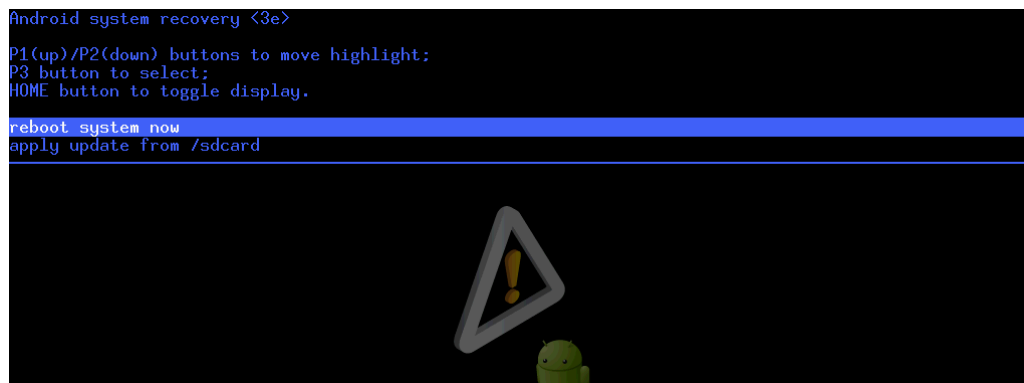 Android system recovery <3e>
P1(up)/P2(down) buttons to move highlight;
P3 button to select;
HOME button to toggle display.
reboot system now
apply update from /sdcard